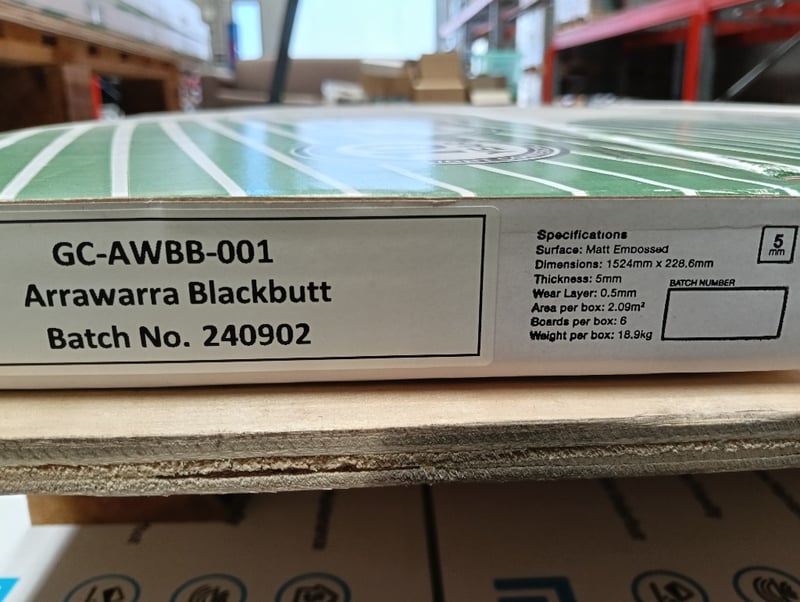 GC-AWBB-001
Arrawarra Blackbutt
Batch No. 240902
Specifications
Surface: Matt Embossed
Dimensions: 1524mm x 228.6mm
Thickness: 5mm
Wear Layer: 0.5mm
Area per box: 2.09m²
Boards per box: 6
Weight per box: 18.9kg
5
mm
BATCH NUMBER